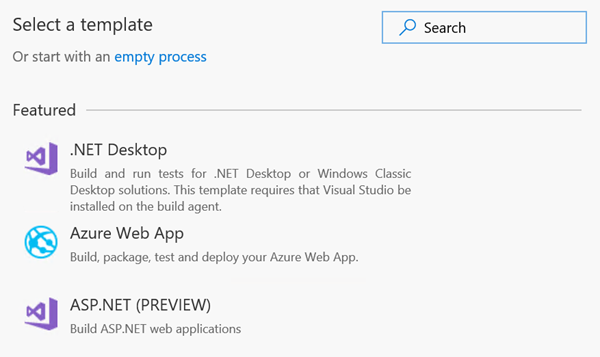 Select a template
Search
Or start with an empty process
Featured
.NET Desktop
Build and run tests for .NET Desktop or Windows Classic
Desktop solutions. This template requires that Visual Studio be
installed on the build agent.
Azure Web App
Build, package, test and deploy your Azure Web App.
ASP.NET (PREVIEW)
Build ASP.NET web applications